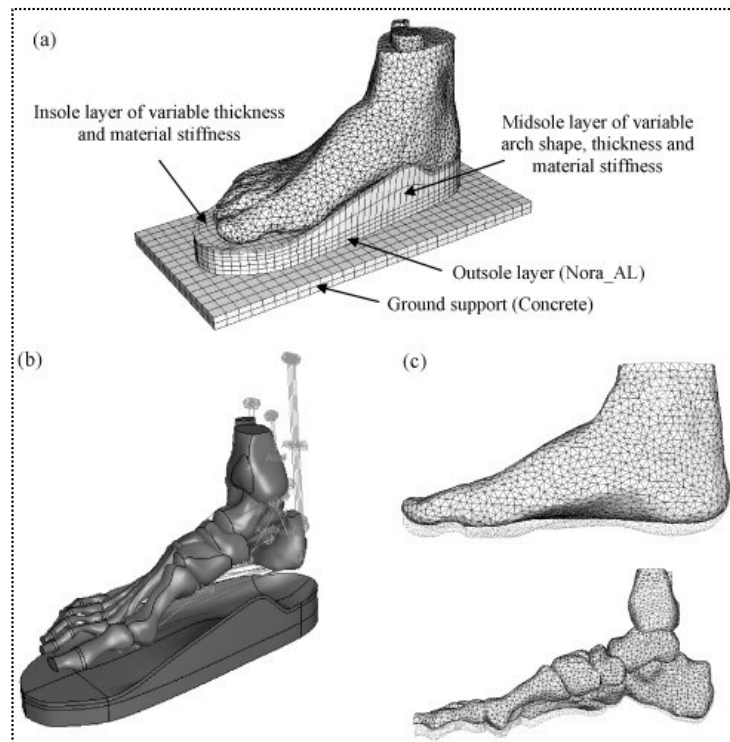 (a)
Insole layer of variable thickness
and material stiffness
Midsole layer of variable
arch shape, thickness and
material stiffness
Outsole layer (Nora_AL)
Ground support (Concrete)
(b)
(c)